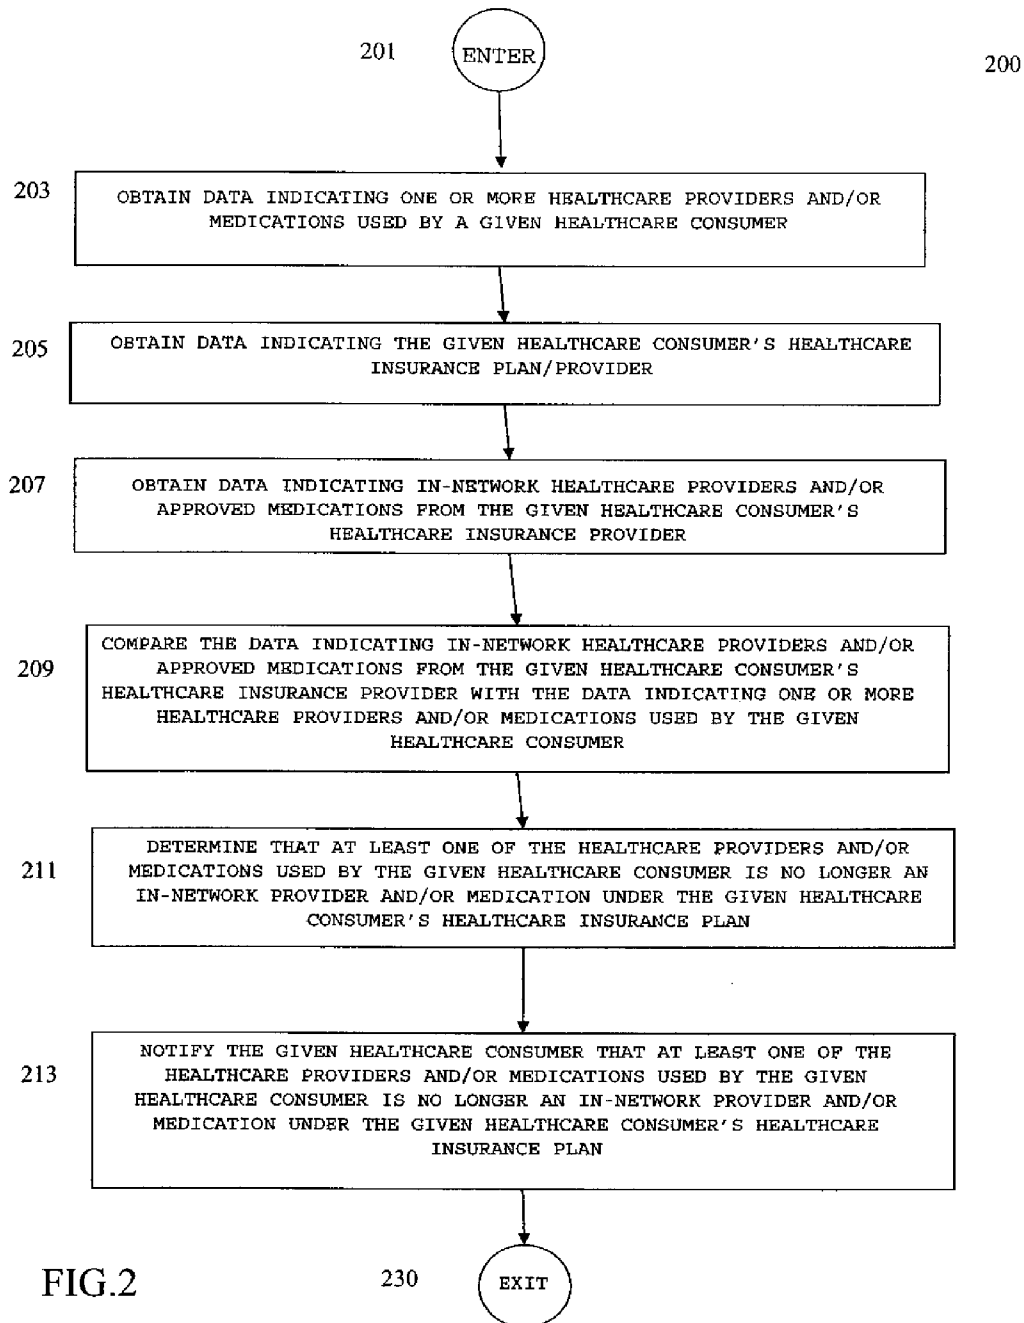 201
ENTER
200
203
OBTAIN DATA INDICATING ONE OR MORE HEALTHCARE PROVIDERS AND/OR
MEDICATIONS USED BY A GIVEN HEALTHCARE CONSUMER
205
OBTAIN DATA INDICATING THE GIVEN HEALTHCARE CONSUMER'S HEALTHCARE
INSURANCE PLAN/PROVIDER
207
OBTAIN DATA INDICATING IN-NETWORK HEALTHCARE PROVIDERS AND/OR
APPROVED MEDICATIONS FROM THE GIVEN HEALTHCARE CONSUMER'S
HEALTHCARE INSURANCE PROVIDER
209
COMPARE THE DATA INDICATING IN-NETWORK HEALTHCARE PROVIDERS AND/OR
APPROVED MEDICATIONS FROM THE GIVEN HEALTHCARE CONSUMER'S
HEALTHCARE INSURANCE PROVIDER WITH THE DATA INDICATING ONE OR MORE
HEALTHCARE PROVIDERS AND/OR MEDICATIONS USED BY THE GIVEN
HEALTHCARE CONSUMER
211
DETERMINE THAT AT LEAST ONE OF THE HEALTHCARE PROVIDERS AND/OR
MEDICATIONS USED BY THE GIVEN HEALTHCARE CONSUMER IS NO LONGER AN
IN-NETWORK PROVIDER AND/OR MEDICATION UNDER THE GIVEN HEALTHCARE
CONSUMER'S HEALTHCARE INSURANCE PLAN
213
NOTIFY THE GIVEN HEALTHCARE CONSUMER THAT AT LEAST ONE OF THE
HEALTHCARE PROVIDERS AND/OR MEDICATIONS USED BY THE GIVEN
HEALTHCARE CONSUMER IS NO LONGER AN IN-NETWORK PROVIDER AND/OR
MEDICATION UNDER THE GIVEN HEALTHCARE CONSUMER'S HEALTHCARE
INSURANCE PLAN
FIG.2
230
EXIT